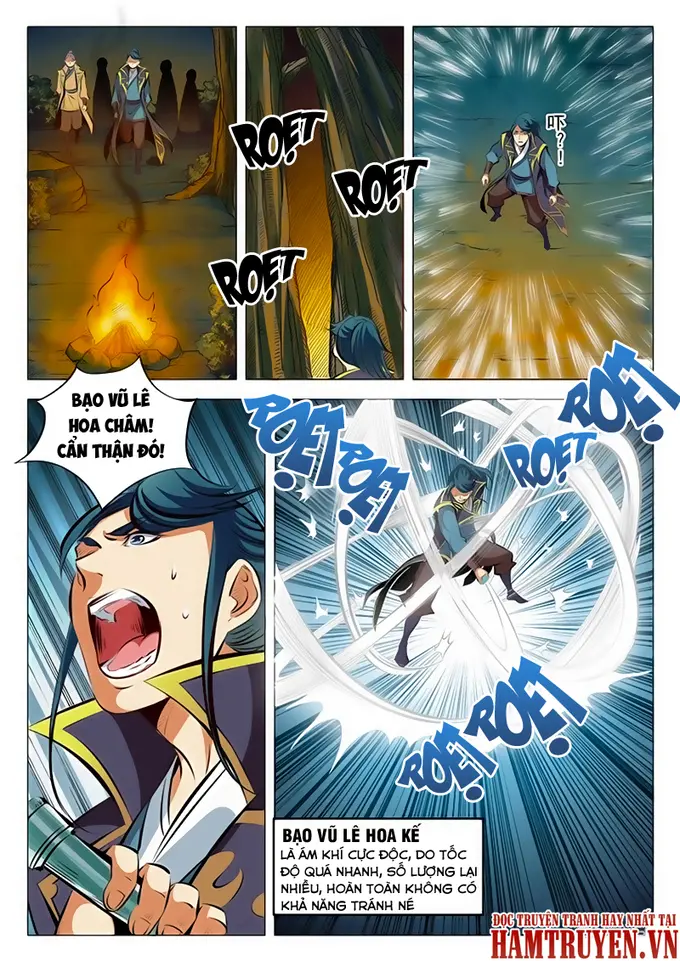 ROẸT
ROẸT
ROẸT
吓?!
BẠO VŨ LÊ
HOA CHÂM!
CẨN THẬN ĐÓ!
ROẸT
ROẸT
ROẸT
ROẸT
ROẸT
ROẸT
BẠO VŨ LÊ HOA KẾ
LÀ ÁM KHÍ CỰC ĐỘC, DO TỐC
ĐỘ QUÁ NHANH, SỐ LƯỢNG LẠI
NHIỀU, HOÀN TOÀN KHÔNG CÓ
KHẢ NĂNG TRÁNH NÉ
ĐỌC TRUYỆN TRANH HAY NHẤT TẠI
HAMTRUYEN.VN